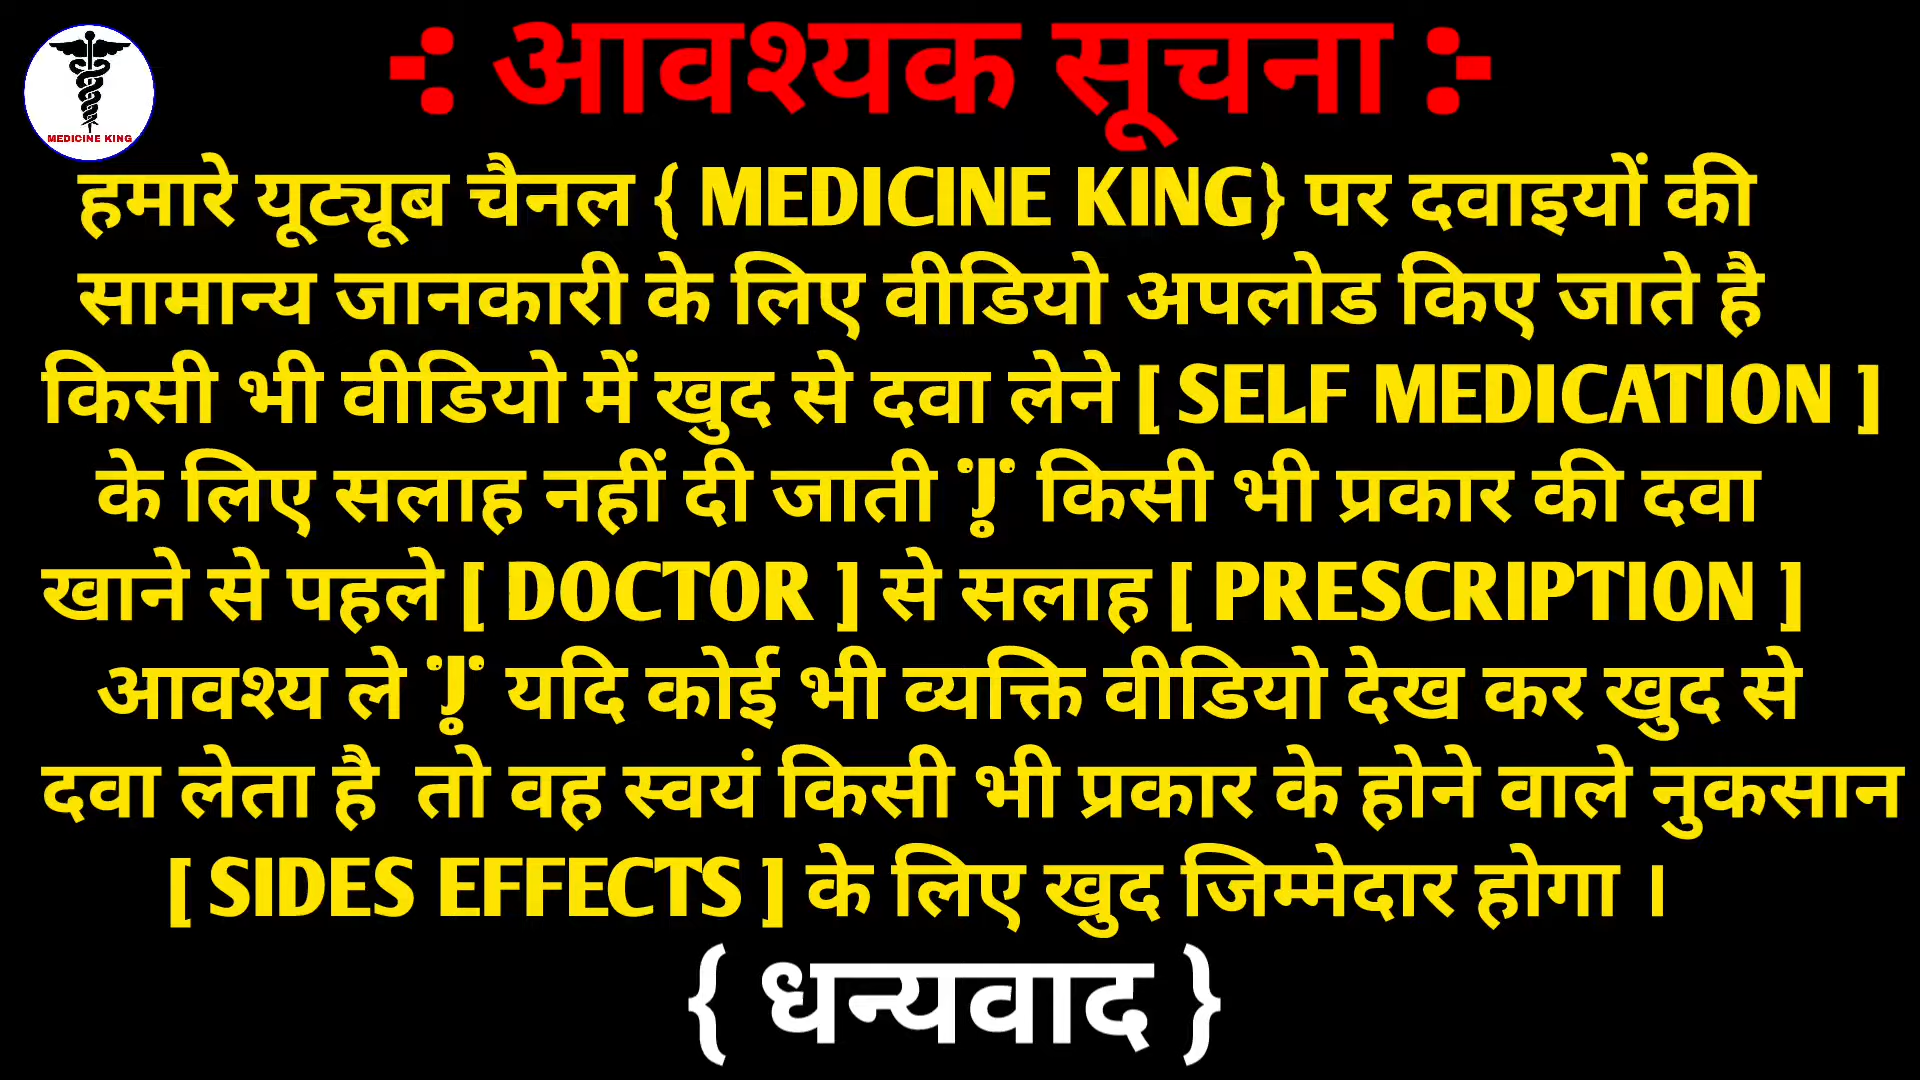 MEDICINE KING
-: आवश्यक सूचना :-
हमारे यूट्यूब चैनल { MEDICINE KING} पर दवाइयों की
सामान्य जानकारी के लिए वीडियो अपलोड किए जाते है
किसी भी वीडियो में खुद से दवा लेने [ SELF MEDICATION ]
के लिए सलाह नहीं दी जाती किसी भी प्रकार की दवा
खाने से पहले [ DOCTOR ] से सलाह [ PRESCRIPTION ]
आवश्य ले यदि कोई भी व्यक्ति वीडियो देख कर खुद से
दवा लेता है तो वह स्वयं किसी भी प्रकार के होने वाले नुकसान
[ SIDES EFFECTS ] के लिए खुद जिम्मेदार होगा ।
{ धन्यवाद }